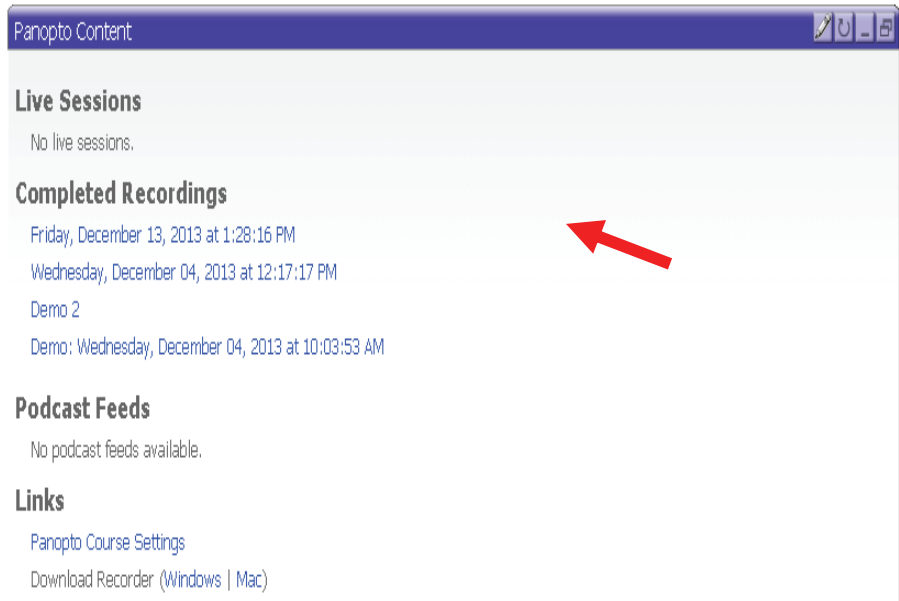 Panopto Content
Live Sessions
No live sessions.
Completed Recordings
Friday, December 13, 2013 at 1:28:16 PM
Wednesday, December 04, 2013 at 12:17:17 PM
Demo 2
Demo: Wednesday, December 04, 2013 at 10:03:53 AM
Podcast Feeds
No podcast feeds available.
Links
Panopto Course Settings
Download Recorder (Windows | Mac)